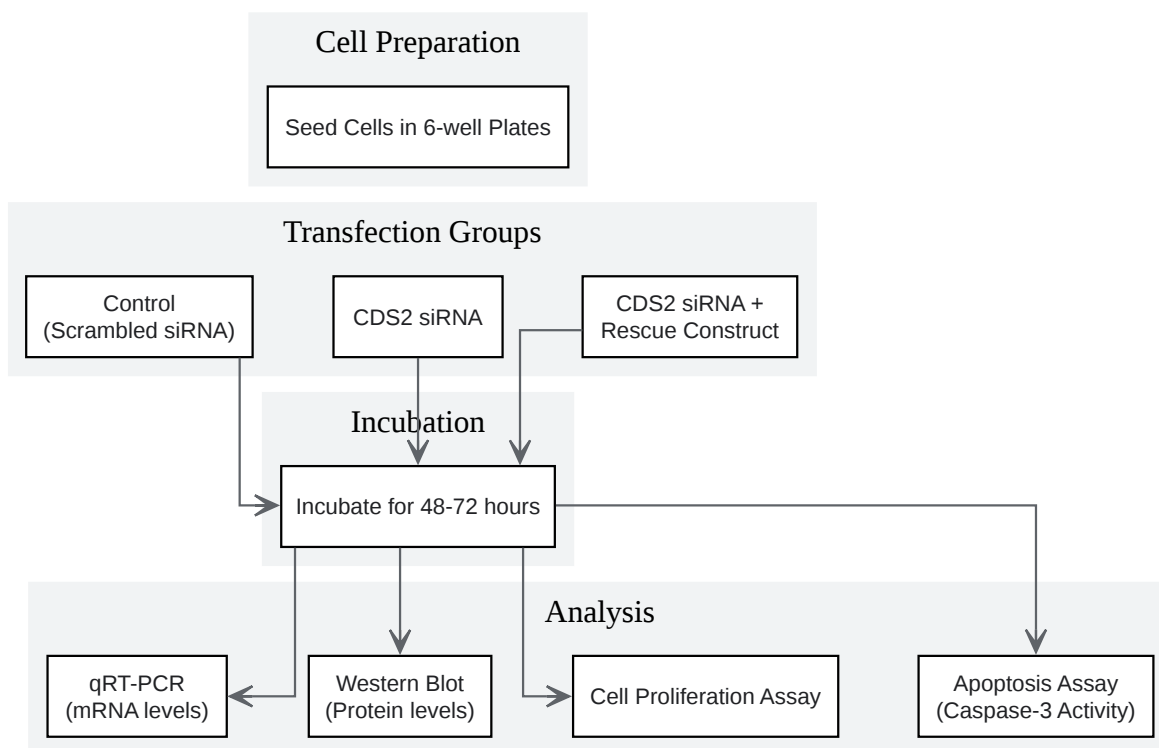 Cell Preparation
Seed Cells in 6-well Plates
Transfection Groups
Control
(Scrambled siRNA)
CDS2 siRNA
CDS2 siRNA +
Rescue Construct
Incubation
Incubate for 48-72 hours
Analysis
qRT-PCR
(mRNA levels)
Western Blot
(Protein levels)
Cell Proliferation Assay
Apoptosis Assay
(Caspase-3 Activity)